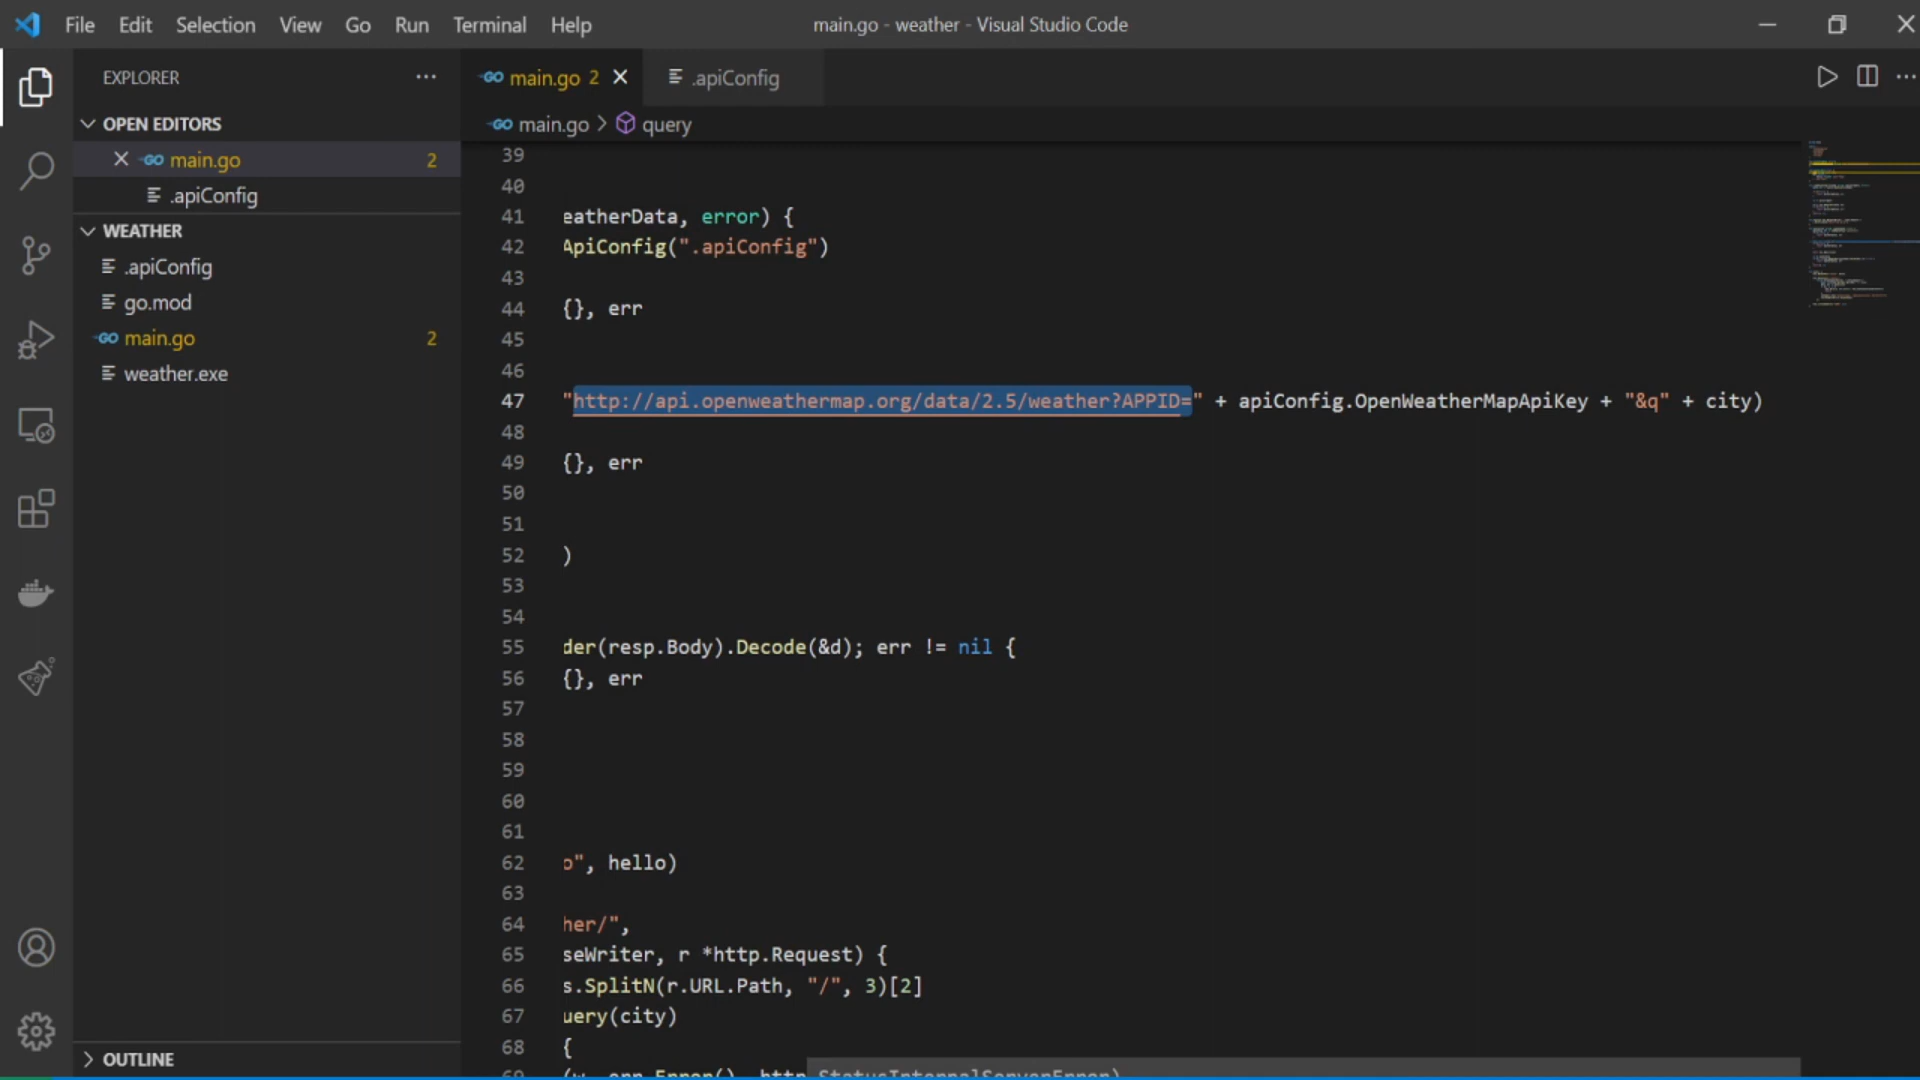 File Edit Selection View Go Run Terminal Help
main.go - weather - Visual Studio Code
EXPLORER
OPEN EDITORS
main.go 2
.apiConfig
WEATHER
.apiConfig
go.mod
main.go 2
weather.exe
OUTLINE
main.go 2 .apiConfig
main.go > query
39
40
41 eatherData, error) {
42 ApiConfig(".apiConfig")
43
44 {}, err
45
46
47 "http://api.openweathermap.org/data/2.5/weather?APPID=" + apiConfig.OpenWeatherMapApiKey + "&q" + city)
48
49 {}, err
50
51
52 )
53
54
55 der(resp.Body).Decode(&d); err != nil {
56 {}, err
57
58
59
60
61
62 o", hello)
63
64 her/",
65 seWriter, r *http.Request) {
66 s.SplitN(r.URL.Path, "/", 3)[2]
67 uery(city)
68 {
69 (w, err.Error(), http.StatusInternalServerError)